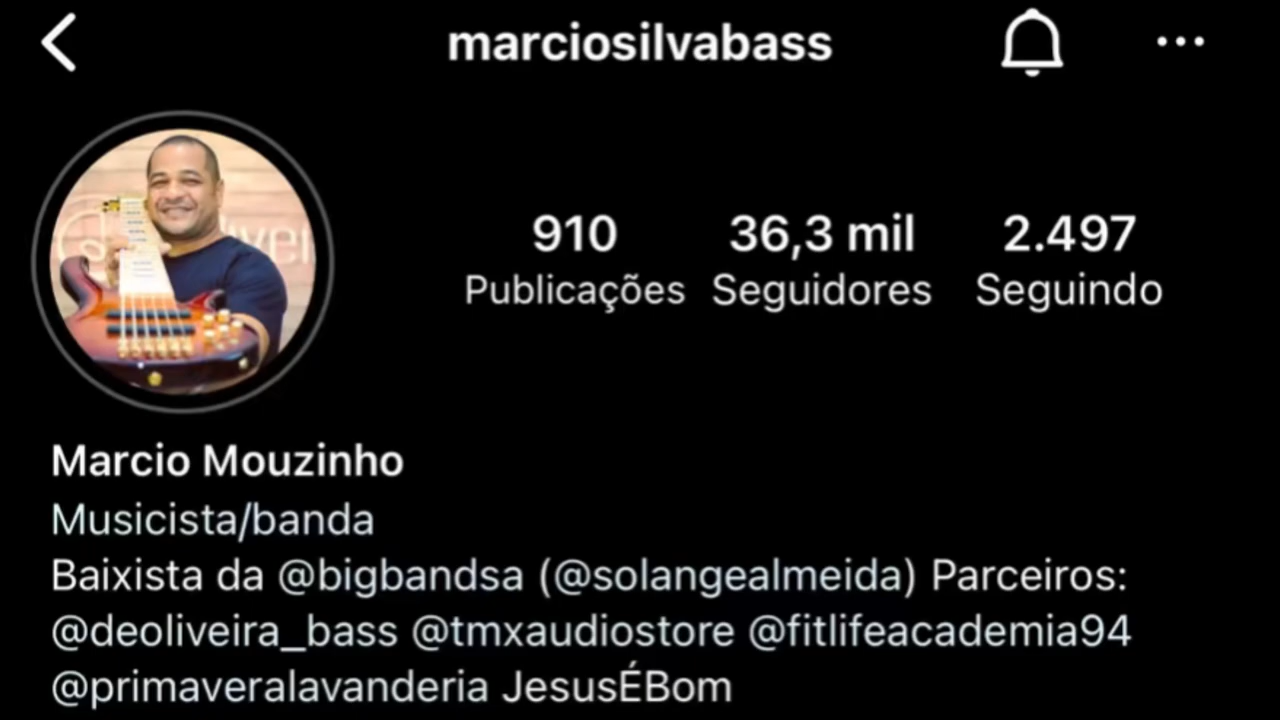 marciosilvabass
910 36,3 mil 2.497
Publicações Seguidores Seguindo
Marcio Mouzinho
Musicista/banda
Baixista da @bigbandsa (@solangealmeida) Parceiros:
@deoliveira_bass @tmxaudiostore @fitlifeacademia94
@primaveralavanderia JesusÉBom